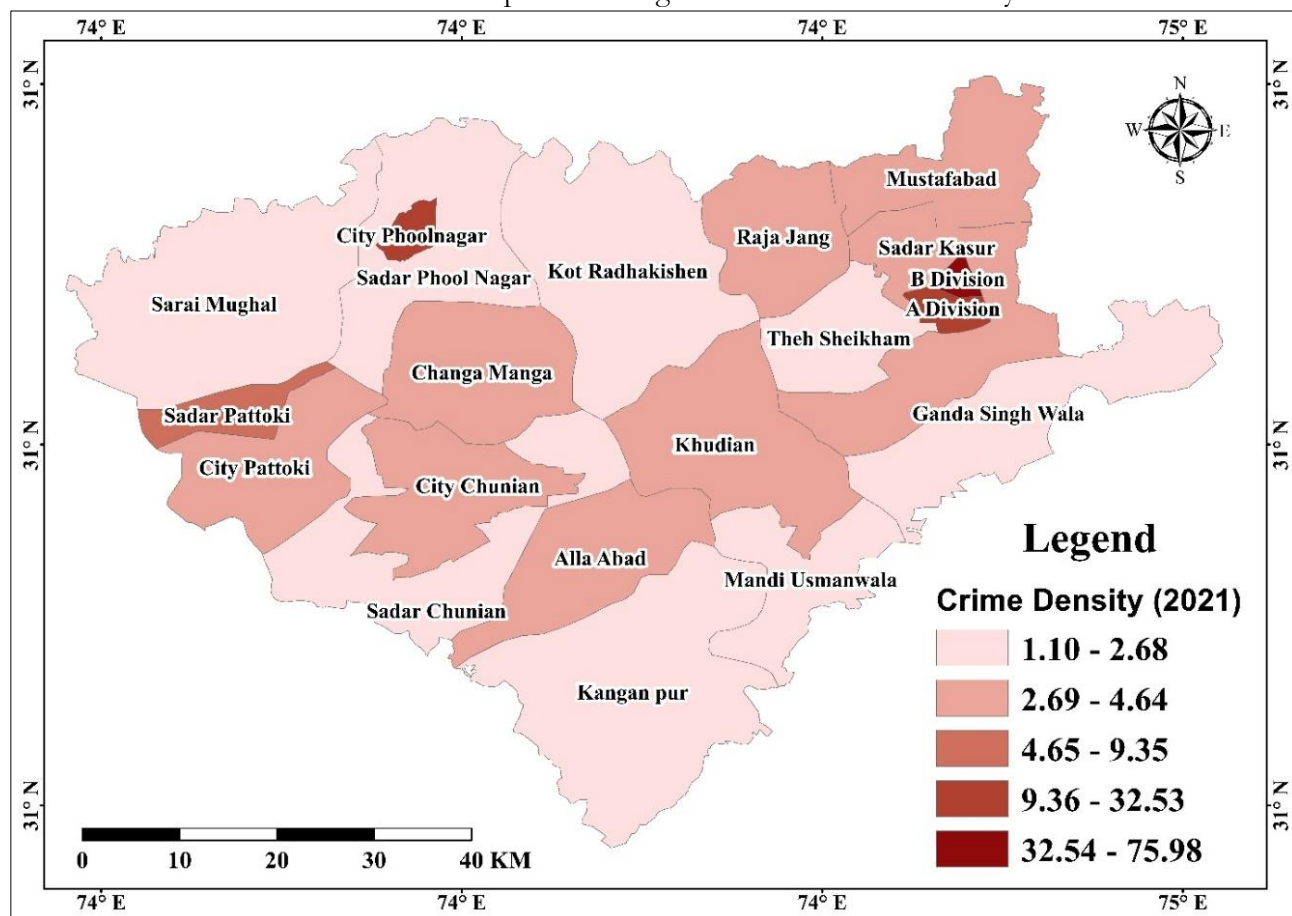 74° E 74° E 74° E 75° E
31° N 31° N
N
W E
S
Mustafabad
City Phoolnagar
Raja Jang
Sadar Kasur
Sadar Phool Nagar
Kot Radhakishen
B Division
Sarai Mughal
A Division
Theh Sheikham
Changa Manga
Sadar Pattoki
Ganda Singh Wala
31° N 31° N
Khudian
City Pattoki
City Chunian
Alla Abad
Mandi Usmanwala
Sadar Chunian
Kangan pur
Legend
Crime Density (2021)
1.10 - 2.68
2.69 - 4.64
4.65 - 9.35
9.36 - 32.53
32.54 - 75.98
31° N 31° N
0 10 20 30 40 KM
74° E 74° E 74° E 75° E